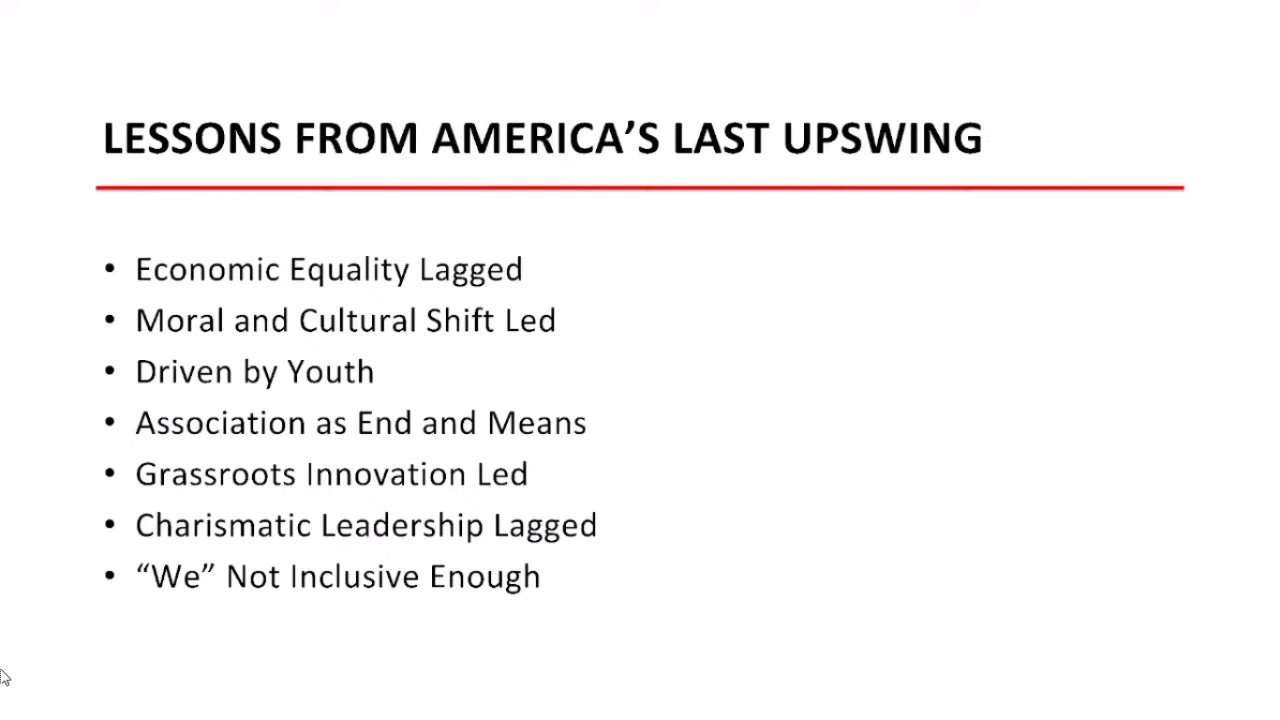 LESSONS FROM AMERICA’S LAST UPSWING
• Economic Equality Lagged
• Moral and Cultural Shift Led
• Driven by Youth
• Association as End and Means
• Grassroots Innovation Led
• Charismatic Leadership Lagged
• “We” Not Inclusive Enough